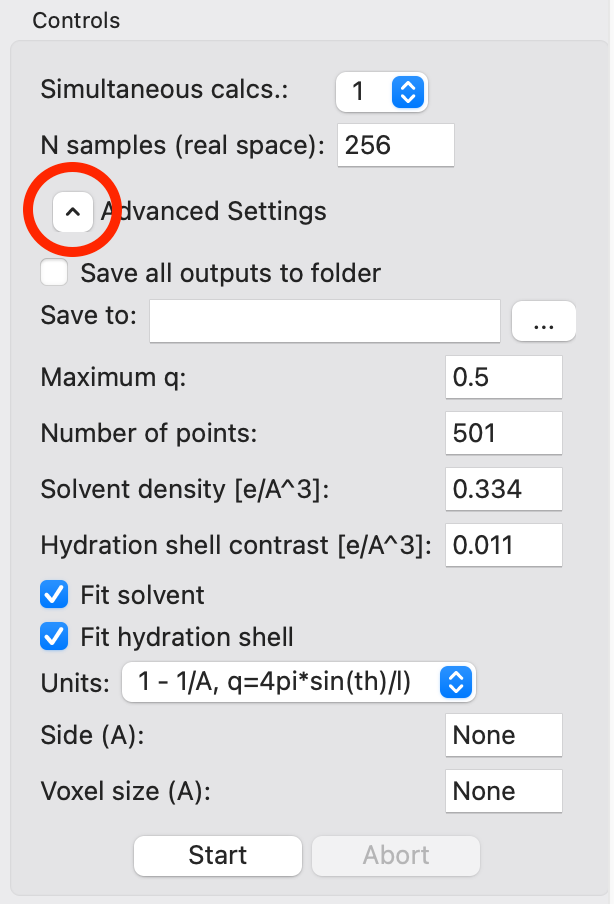 Controls
Simultaneous calcs.: 1
N samples (real space): 256
Advanced Settings
Save all outputs to folder
Save to: ...
Maximum q: 0.5
Number of points: 501
Solvent density [e/A^3]: 0.334
Hydration shell contrast [e/A^3]: 0.011
Fit solvent
Fit hydration shell
Units: 1 - 1/A, q=4pi*sin(th)/l)
Side (A): None
Voxel size (A): None
Start Abort